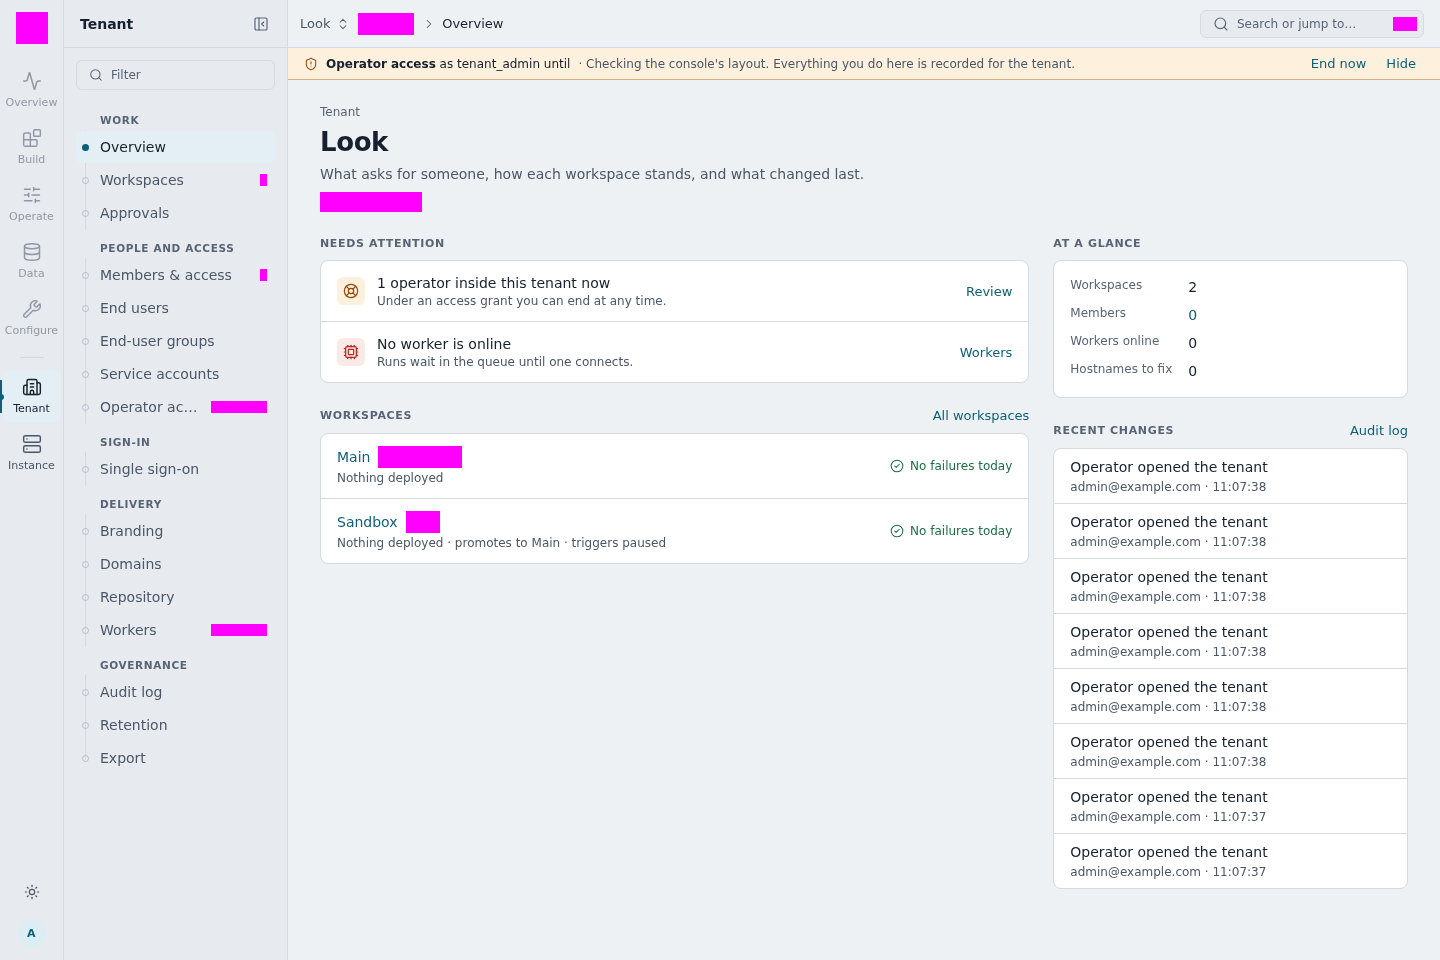 Tenant
Look
Overview
Search or jump to…
Operator access as tenant_admin until · Checking the console's layout. Everything you do here is recorded for the tenant.
End now
Hide
Overview
Build
Operate
Data
Configure
Tenant
Instance
A
Filter
WORK
Overview
Workspaces
Approvals
PEOPLE AND ACCESS
Members & access
End users
End-user groups
Service accounts
Operator ac…
SIGN-IN
Single sign-on
DELIVERY
Branding
Domains
Repository
Workers
GOVERNANCE
Audit log
Retention
Export
Tenant
Look
What asks for someone, how each workspace stands, and what changed last.
NEEDS ATTENTION
1 operator inside this tenant now
Under an access grant you can end at any time.
Review
No worker is online
Runs wait in the queue until one connects.
Workers
WORKSPACES
All workspaces
Main
Nothing deployed
No failures today
Sandbox
Nothing deployed · promotes to Main · triggers paused
No failures today
AT A GLANCE
Workspaces 2
Members 0
Workers online 0
Hostnames to fix 0
RECENT CHANGES
Audit log
Operator opened the tenant
admin@example.com · 11:07:38
Operator opened the tenant
admin@example.com · 11:07:38
Operator opened the tenant
admin@example.com · 11:07:38
Operator opened the tenant
admin@example.com · 11:07:38
Operator opened the tenant
admin@example.com · 11:07:38
Operator opened the tenant
admin@example.com · 11:07:38
Operator opened the tenant
admin@example.com · 11:07:37
Operator opened the tenant
admin@example.com · 11:07:37